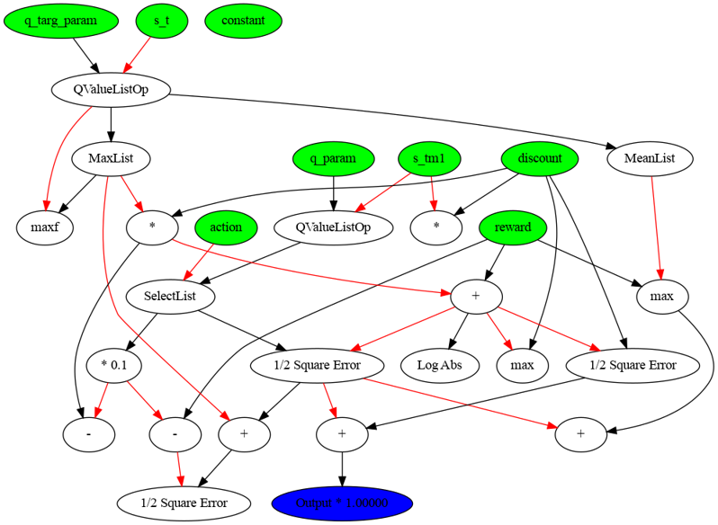 q_targ_param
s_t
constant
QValueListOp
MaxList
q_param
s_tm1
discount
MeanList
maxf
*
action
QValueListOp
*
reward
SelectList
+
max
* 0.1
1/2 Square Error
Log Abs
max
1/2 Square Error
-
-
+
+
+
1/2 Square Error
Output * 1.00000